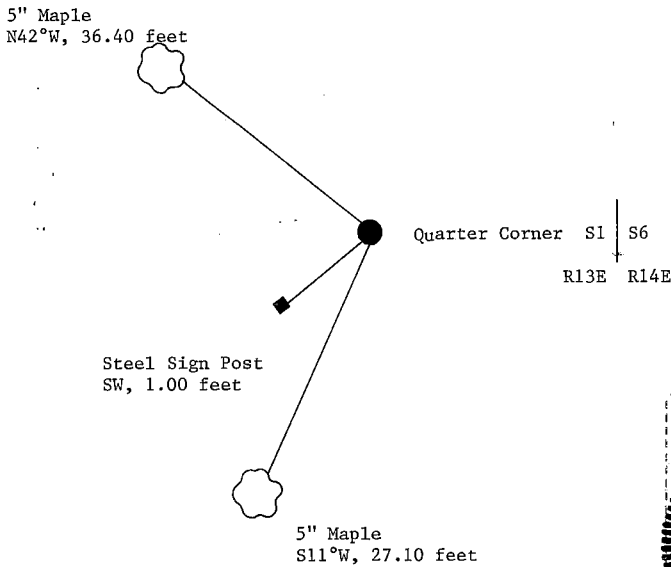 5" Maple
N42°W, 36.40 feet
Quarter Corner S1 S6
R13E R14E
Steel Sign Post
SW, 1.00 feet
5" Maple
S11°W, 27.10 feet